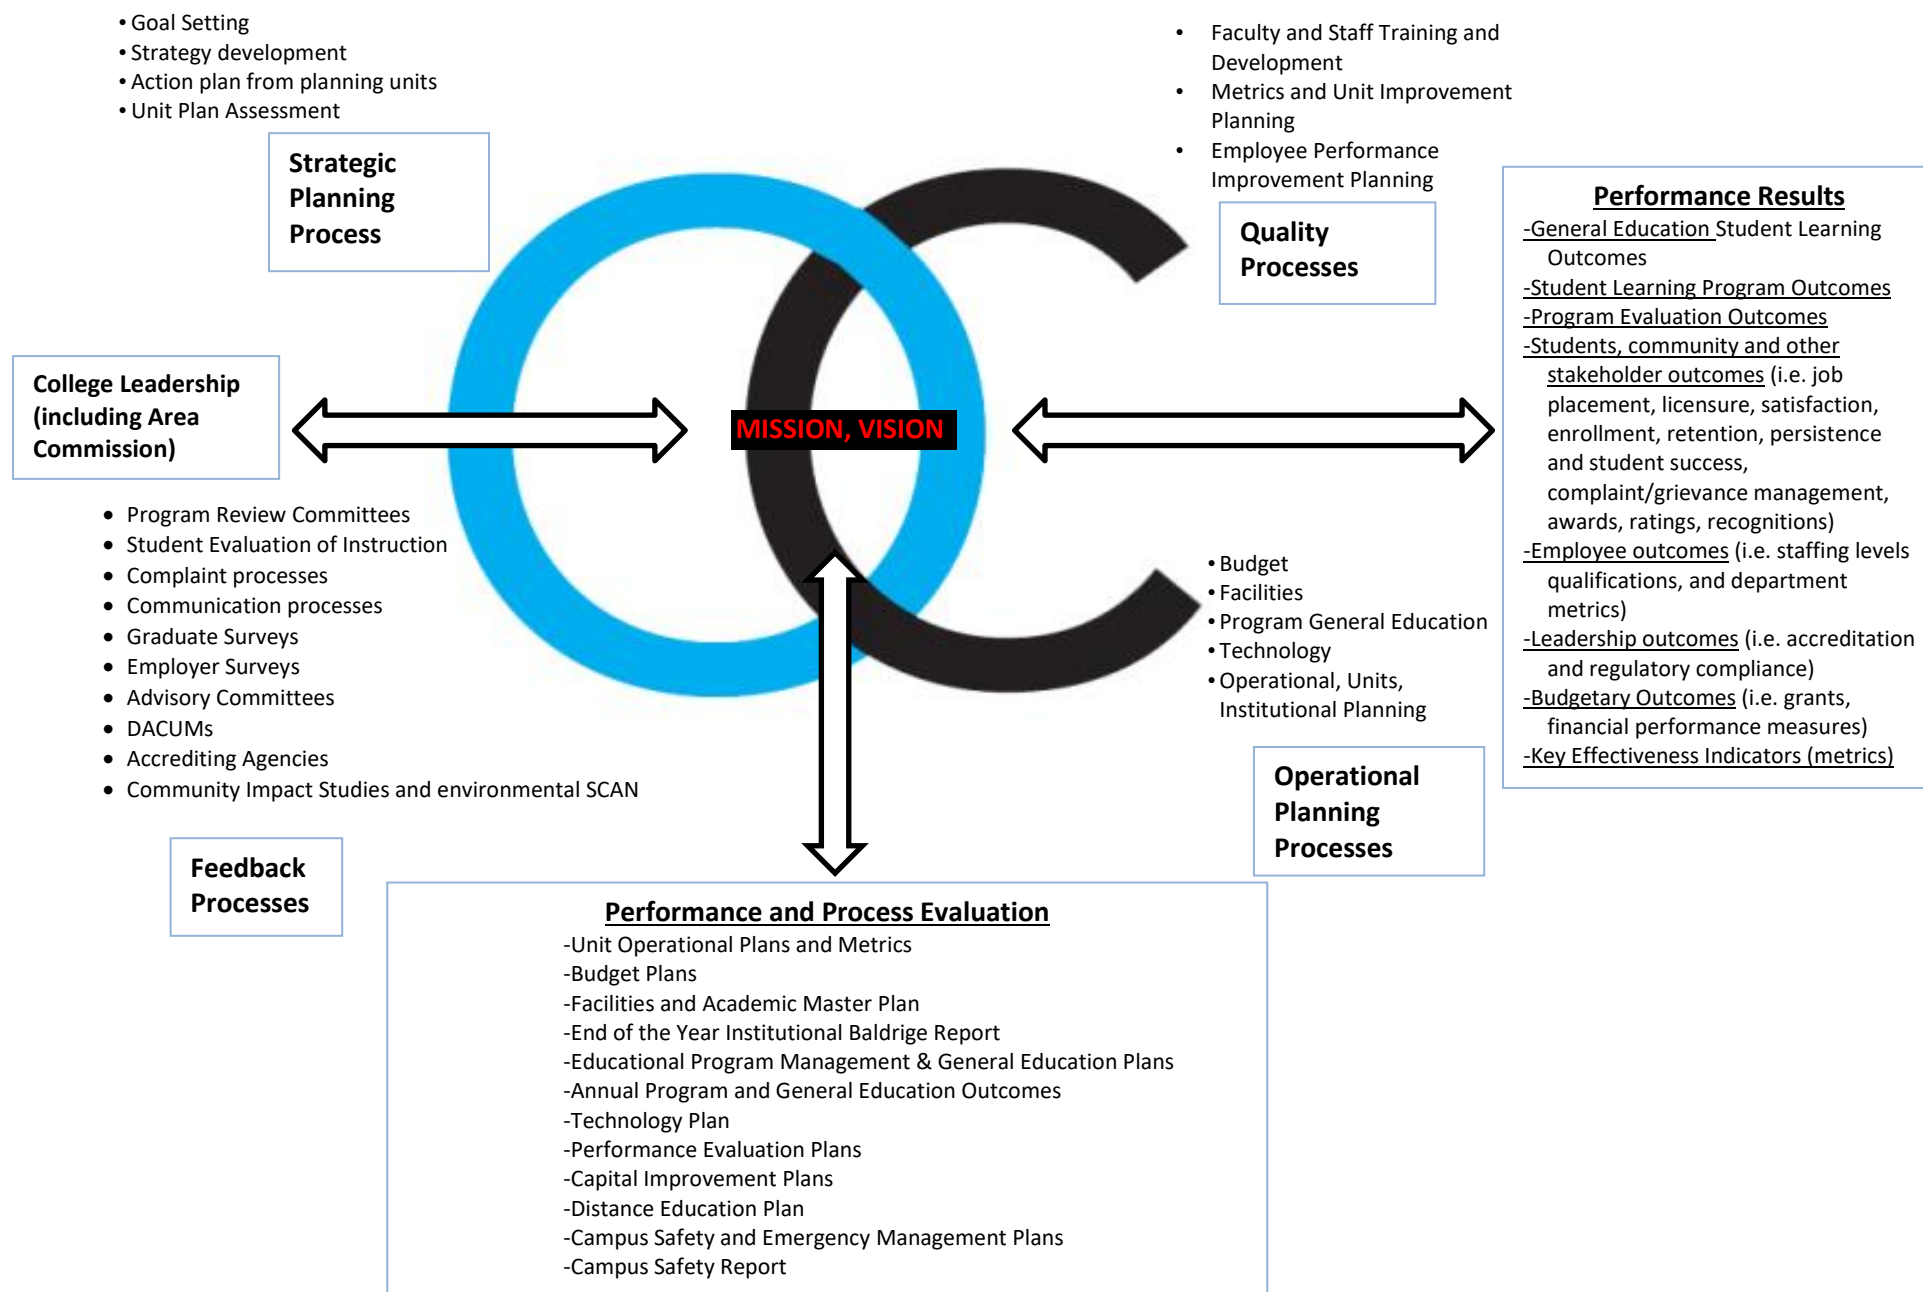 • Goal Setting
• Strategy development
• Action plan from planning units
• Unit Plan Assessment
Strategic
Planning
Process
• Faculty and Staff Training and
Development
• Metrics and Unit Improvement
Planning
• Employee Performance
Improvement Planning
Quality
Processes
Performance Results
-General Education Student Learning
Outcomes
-Student Learning Program Outcomes
-Program Evaluation Outcomes
-Students, community and other
stakeholder outcomes (i.e. job
placement, licensure, satisfaction,
enrollment, retention, persistence
and student success,
complaint/grievance management,
awards, ratings, recognitions)
-Employee outcomes (i.e. staffing levels
qualifications, and department
metrics)
-Leadership outcomes (i.e. accreditation
and regulatory compliance)
-Budgetary Outcomes (i.e. grants,
financial performance measures)
-Key Effectiveness Indicators (metrics)
College Leadership
(including Area
Commission)
MISSION, VISION
• Program Review Committees
• Student Evaluation of Instruction
• Complaint processes
• Communication processes
• Graduate Surveys
• Employer Surveys
• Advisory Committees
• DACUMs
• Accrediting Agencies
• Community Impact Studies and environmental SCAN
Feedback
Processes
• Budget
• Facilities
• Program General Education
• Technology
• Operational, Units,
Institutional Planning
Operational
Planning
Processes
Performance and Process Evaluation
-Unit Operational Plans and Metrics
-Budget Plans
-Facilities and Academic Master Plan
-End of the Year Institutional Baldrige Report
-Educational Program Management & General Education Plans
-Annual Program and General Education Outcomes
-Technology Plan
-Performance Evaluation Plans
-Capital Improvement Plans
-Distance Education Plan
-Campus Safety and Emergency Management Plans
-Campus Safety Report